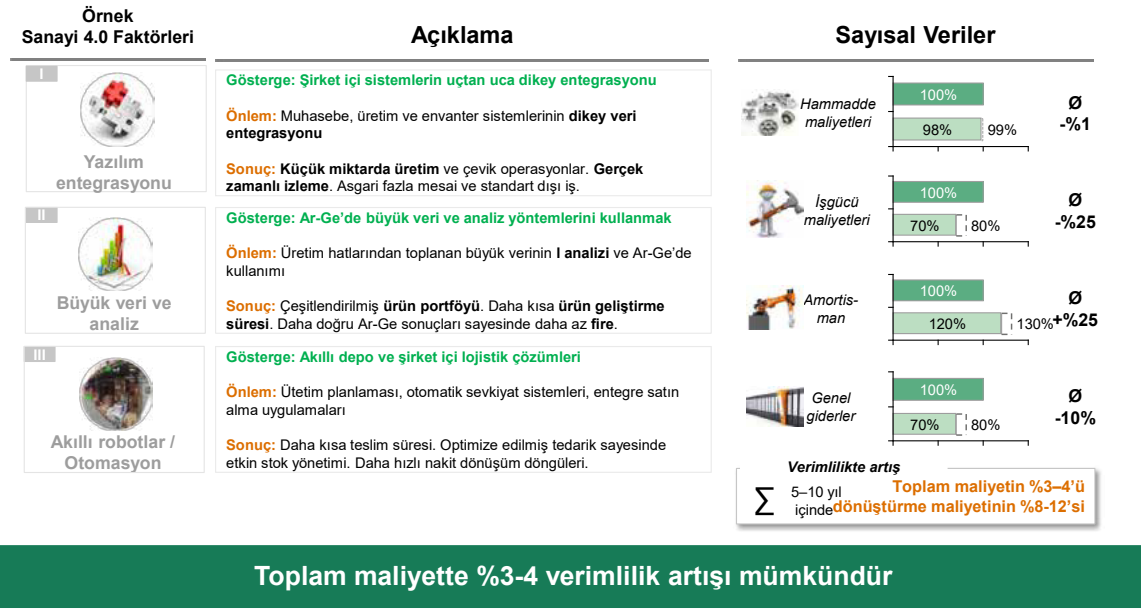 Örnek
Sanayi 4.0 Faktörleri
Açıklama
Sayısal Veriler
I
Yazılım
entegrasyonu
Gösterge: Şirket içi sistemlerin uçtan uca dikey entegrasyonu
Önlem: Muhasebe, üretim ve envanter sistemlerinin dikey veri
entegrasyonu
Sonuç: Küçük miktarda üretim ve çevik operasyonlar. Gerçek
zamanlı izleme. Asgari fazla mesai ve standart dışı iş.
II
Büyük veri ve
analiz
Gösterge: Ar-Ge’de büyük veri ve analiz yöntemlerini kullanmak
Önlem: Üretim hatlarından toplanan büyük verinin I analizi ve Ar-Ge’de
kullanımı
Sonuç: Çeşitlendirilmiş ürün portföyü. Daha kısa ürün geliştirme
süresi. Daha doğru Ar-Ge sonuçları sayesinde daha az fire.
III
Akıllı robotlar /
Otomasyon
Gösterge: Akıllı depo ve şirket içi lojistik çözümleri
Önlem: Ütetim planlaması, otomatik sevkiyat sistemleri, entegre satın
alma uygulamaları
Sonuç: Daha kısa teslim süresi. Optimize edilmiş tedarik sayesinde
etkin stok yönetimi. Daha hızlı nakit dönüşüm döngüleri.
Hammadde
maliyetleri
100%
98% 99%
Ø
-%1
İşgücü
maliyetleri
100%
70% 80%
Ø
-%25
Amortis-
man
100%
120% 130%
Ø
+%25
Genel
giderler
100%
70% 80%
Ø
-10%
Verimlilikte artış
∑
5–10 yıl
içinde
Toplam maliyetin %3–4’ü
dönüştürme maliyetinin %8-12’si
Toplam maliyette %3-4 verimlilik artışı mümkündür